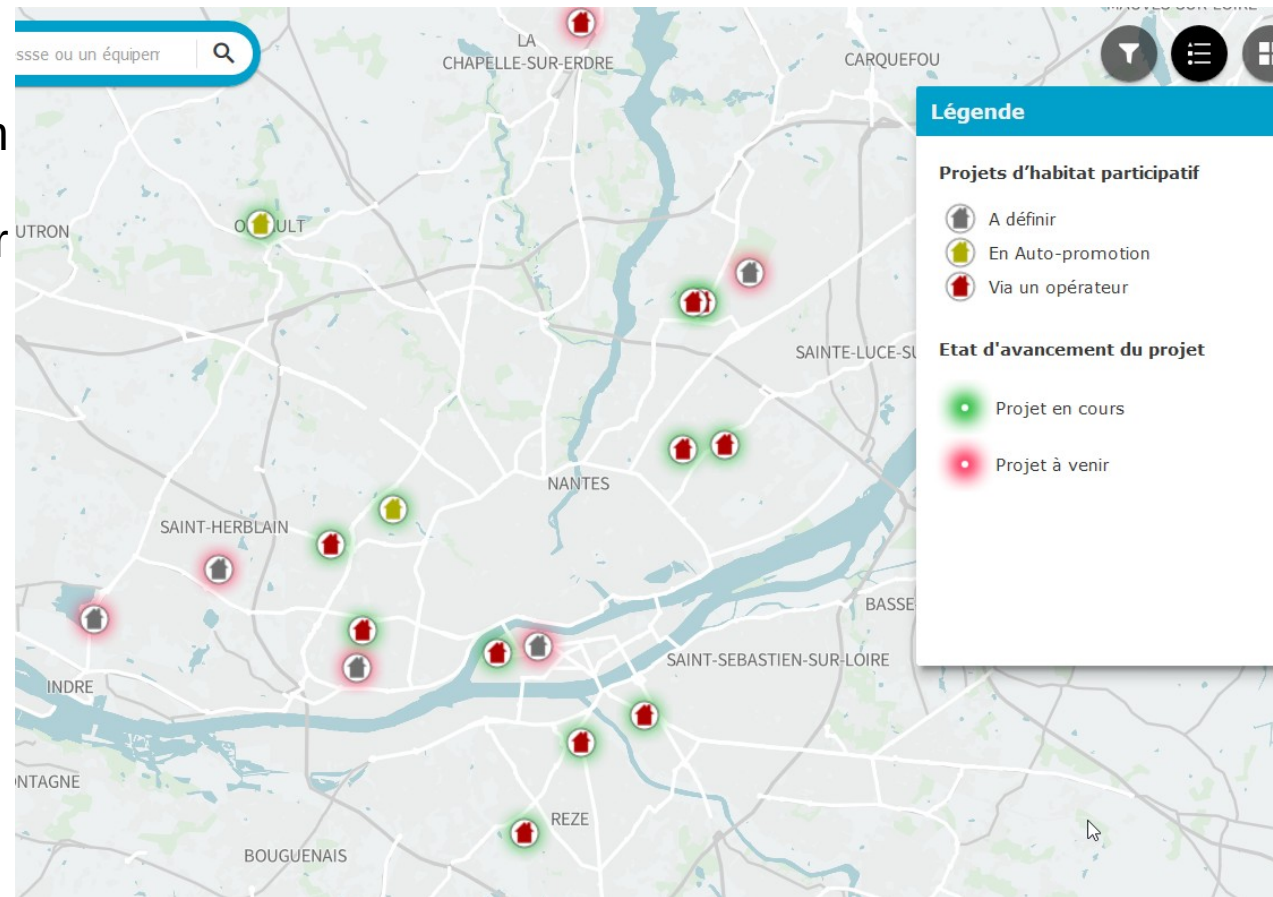 LA
CHAPELLE-SUR-ERDRE
CARQUEFOU
UTRON
SAINTE-LUCE-SU
NANTES
SAINT-HERBLAIN
BASSE
SAINT-SEBASTIEN-SUR-LOIRE
INDRE
NTAGNE
REZE
BOUGUENAIS
ssse ou un équipem
n
r
O ULT
Légende
Projets d’habitat participatif
A définir
En Auto-promotion
Via un opérateur
Etat d'avancement du projet
Projet en cours
Projet à venir